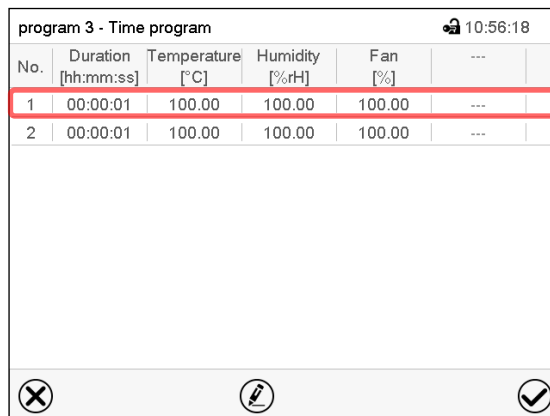 program 3 - Time program 10:56:18
No. Duration [hh:mm:ss] Temperature [°C] Humidity [%rH] Fan [%] ---
1 00:00:01 100.00 100.00 100.00 ---
2 00:00:01 100.00 100.00 100.00 ---